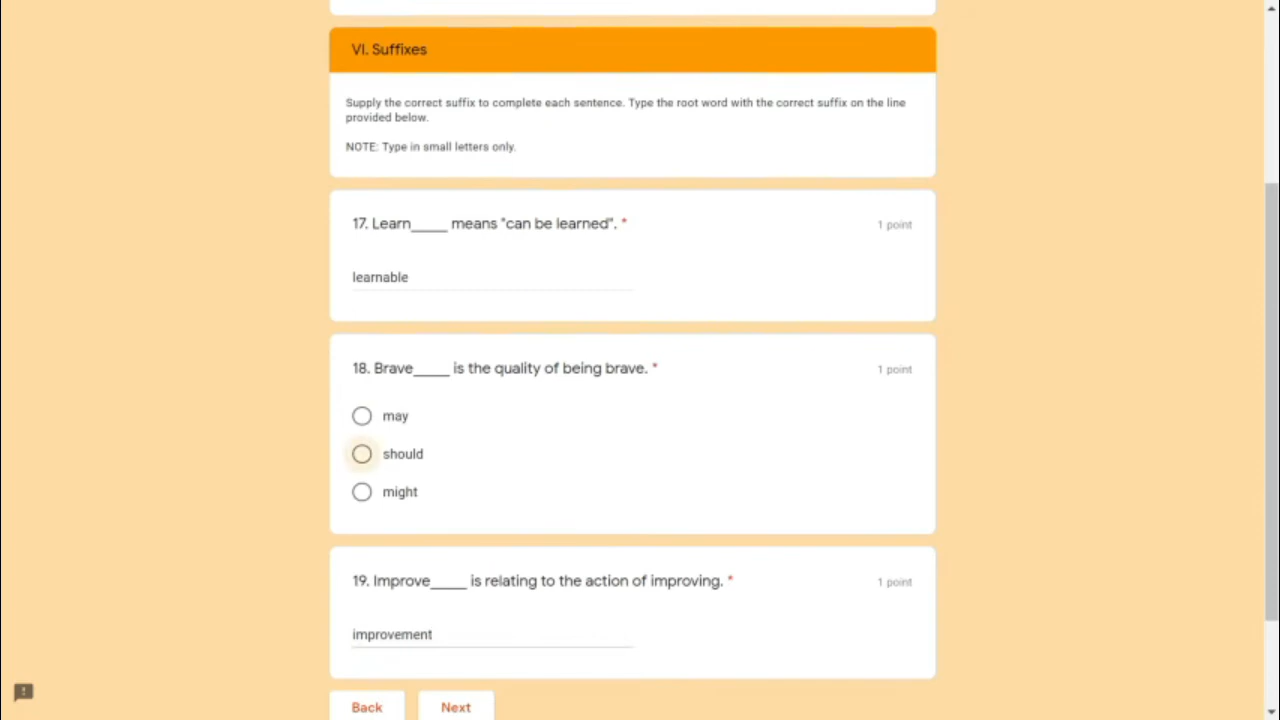 VI. Suffixes
Supply the correct suffix to complete each sentence. Type the root word with the correct suffix on the line
provided below.
NOTE: Type in small letters only.
17. Learn_____ means "can be learned". *
1 point
learnable
18. Brave_____ is the quality of being brave. *
1 point
may
should
might
19. Improve_____ is relating to the action of improving. *
1 point
improvement
Back
Next